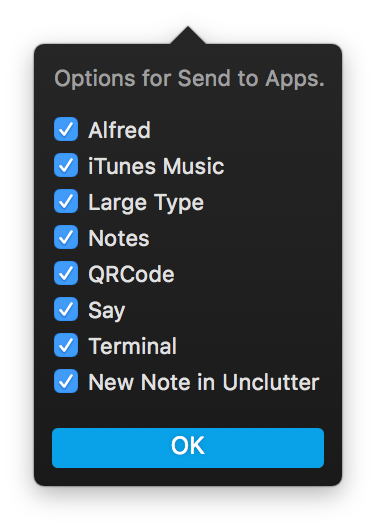 Options for Send to Apps.
Alfred
iTunes Music
Large Type
Notes
QRCode
Say
Terminal
New Note in Unclutter
OK